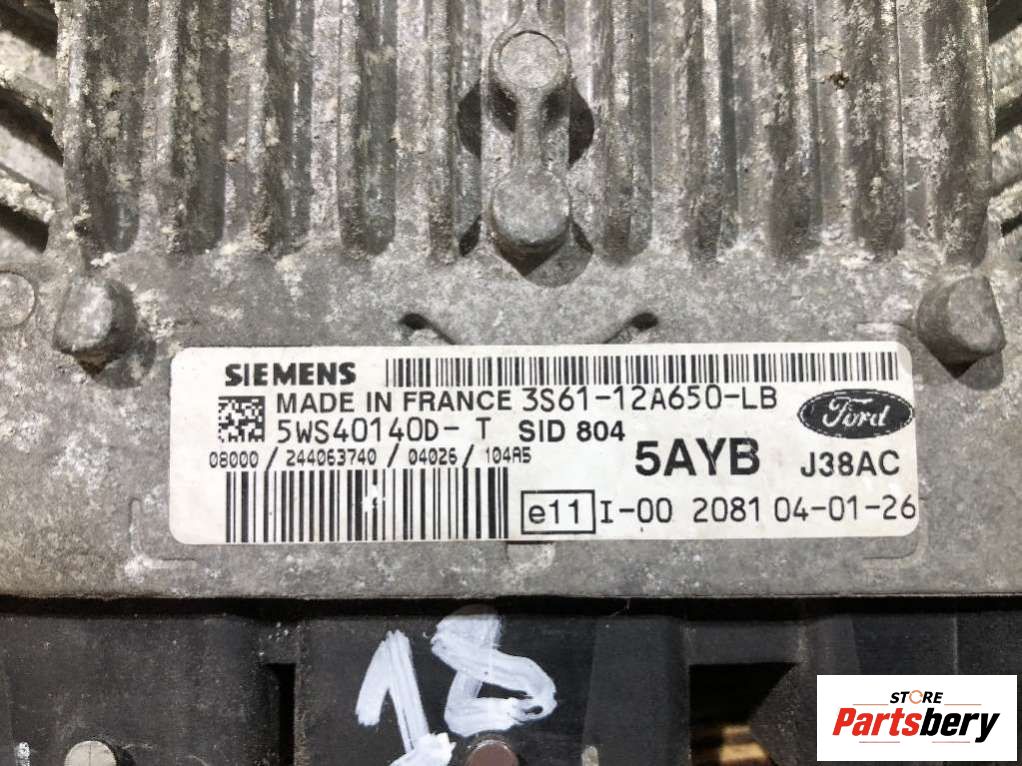 SIEMENS
MADE IN FRANCE 3S61-12A650-LB
5WS40140D-T SID 804
Ford
08000 / 244063740 / 04026 / 104A5
5AYB J38AC
e11 I-00 2081 04-01-26
18
STORE
Partsbery